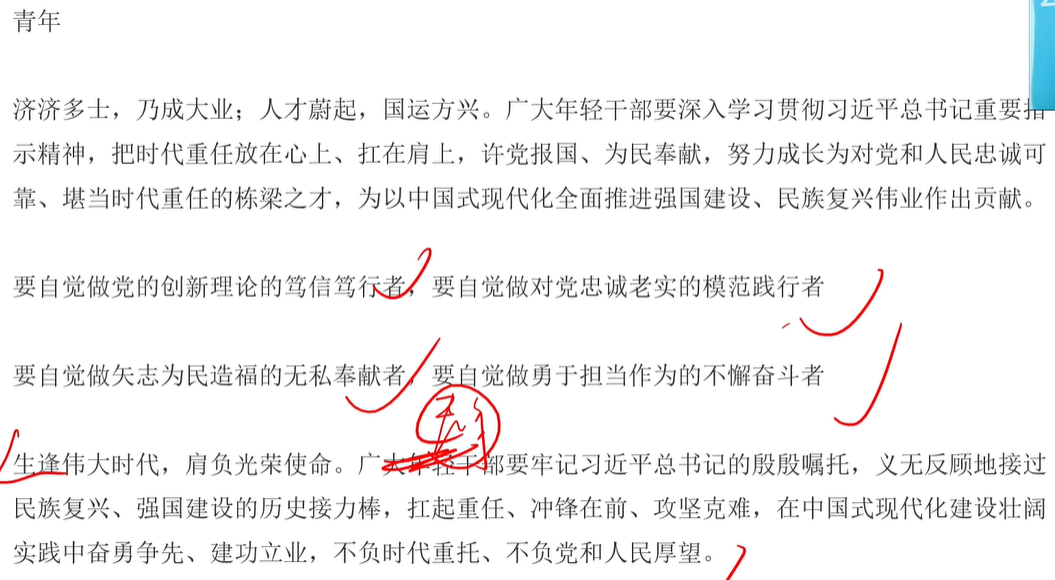 青年
济济多士，乃成大业；人才蔚起，国运方兴。广大年轻干部要深入学习贯彻习近平总书记重要指
示精神，把时代重任放在心上、扛在肩上，许党报国、为民奉献，努力成长为对党和人民忠诚可
靠、堪当时代重任的栋梁之才，为以中国式现代化全面推进强国建设、民族复兴伟业作出贡献。
要自觉做党的创新理论的笃信笃行者，要自觉做对党忠诚老实的模范践行者
要自觉做矢志为民造福的无私奉献者，要自觉做勇于担当作为的不懈奋斗者
生逢伟大时代，肩负光荣使命。广大年轻干部要牢记习近平总书记的殷殷嘱托，义无反顾地接过
民族复兴、强国建设的历史接力棒，扛起重任、冲锋在前、攻坚克难，在中国式现代化建设壮阔
实践中奋勇争先、建功立业，不负时代重托、不负党和人民厚望。